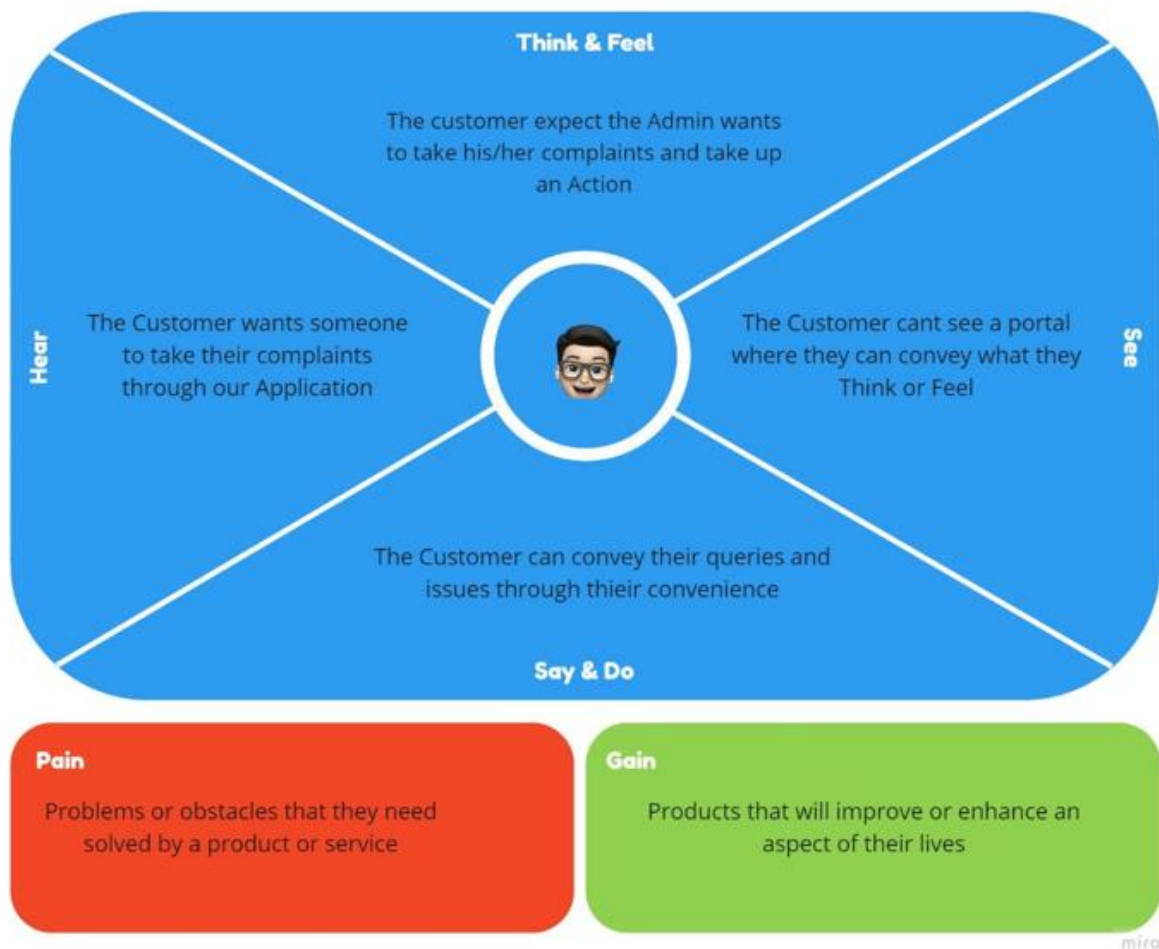 Think & Feel
The customer expect the Admin wants
to take his/her complaints and take up
an Action
Hear
The Customer wants someone
to take their complaints
through our Application
The Customer cant see a portal
where they can convey what they
Think or Feel
See
The Customer can convey their queries and
issues through thieir convenience
Say & Do
Pain
Problems or obstacles that they need
solved by a product or service
Gain
Products that will improve or enhance an
aspect of their lives
miro